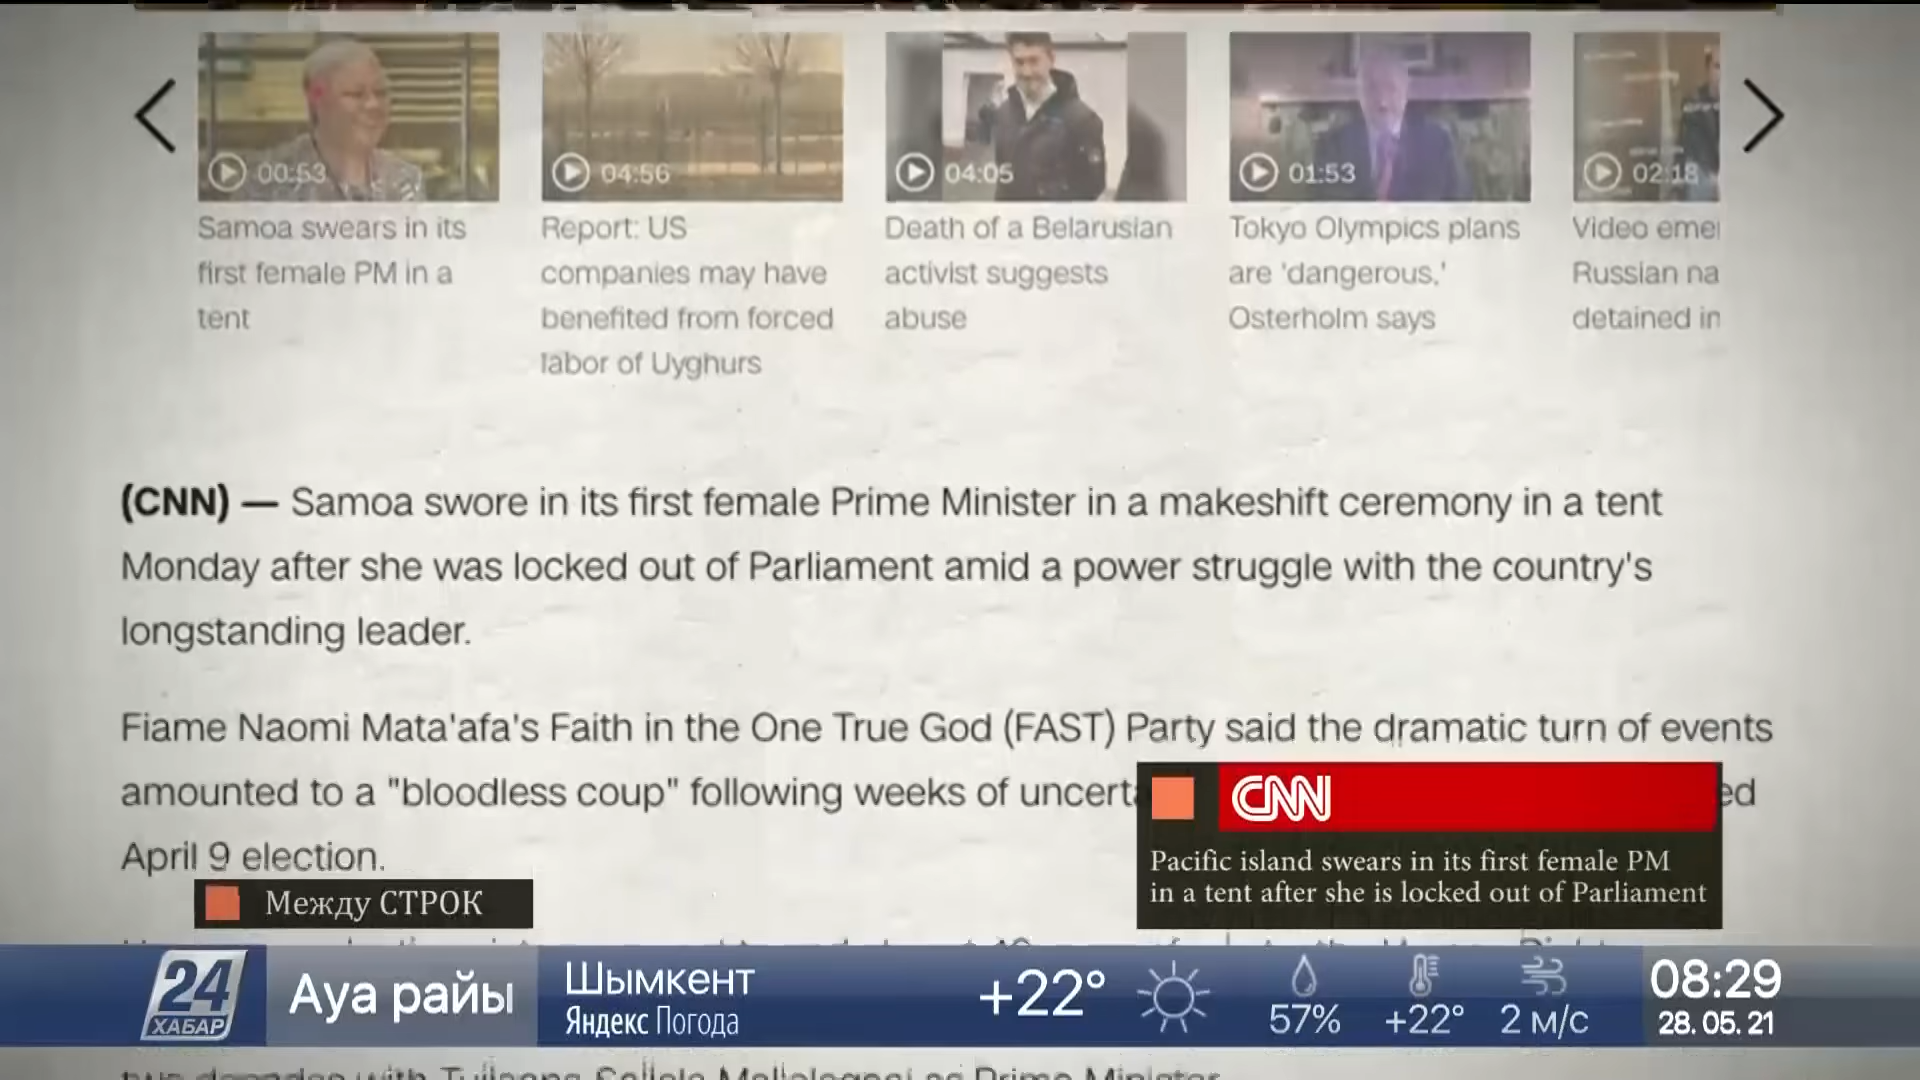 00:53
04:56
04:05
01:53
02:18
Samoa swears in its
first female PM in a
tent
Report: US
companies may have
benefited from forced
labor of Uyghurs
Death of a Belarusian
activist suggests
abuse
Tokyo Olympics plans
are 'dangerous,'
Osterholm says
Video
Russian
detained in
(CNN) — Samoa swore in its first female Prime Minister in a makeshift ceremony in a tent
Monday after she was locked out of Parliament amid a power struggle with the country's
longstanding leader.
Fiame Naomi Mata'afa's Faith in the One True God (FAST) Party said the dramatic turn of events
amounted to a "bloodless coup" following weeks of
April 9 election.
CNN
Pacific island swears in its first female PM
in a tent after she is locked out of Parliament
Между СТРОК
24
ХАБАР
Ауа райы
Шымкент
Яндекс Погода
+22°
57%
+22°
2 м/с
08:29
28.05.21